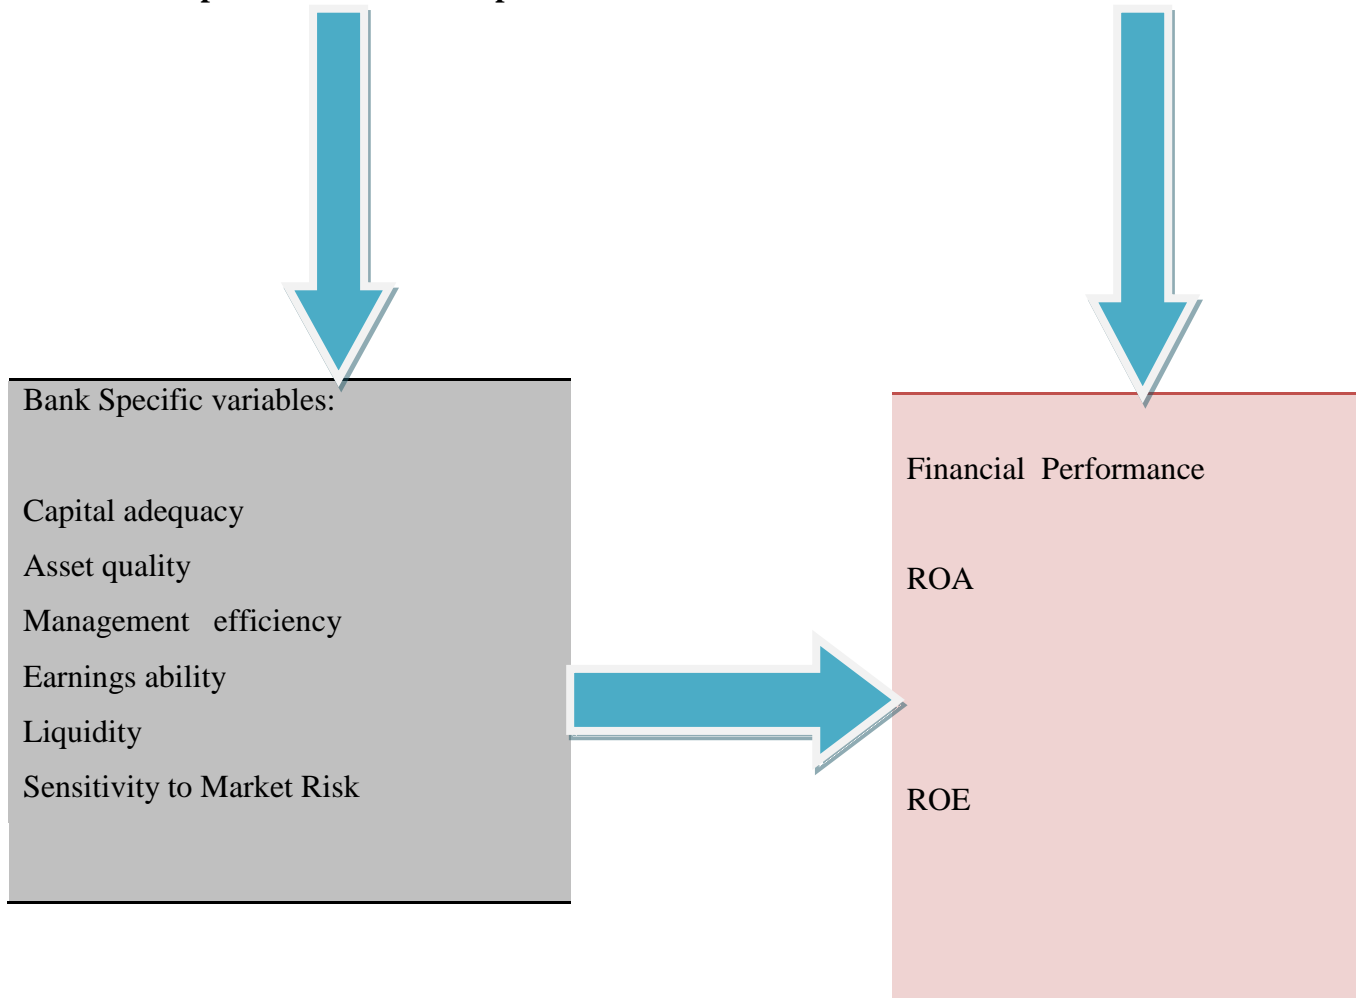 Bank Specific variables:
Capital adequacy
Asset quality
Management efficiency
Earnings ability
Liquidity
Sensitivity to Market Risk
Financial Performance
ROA
ROE